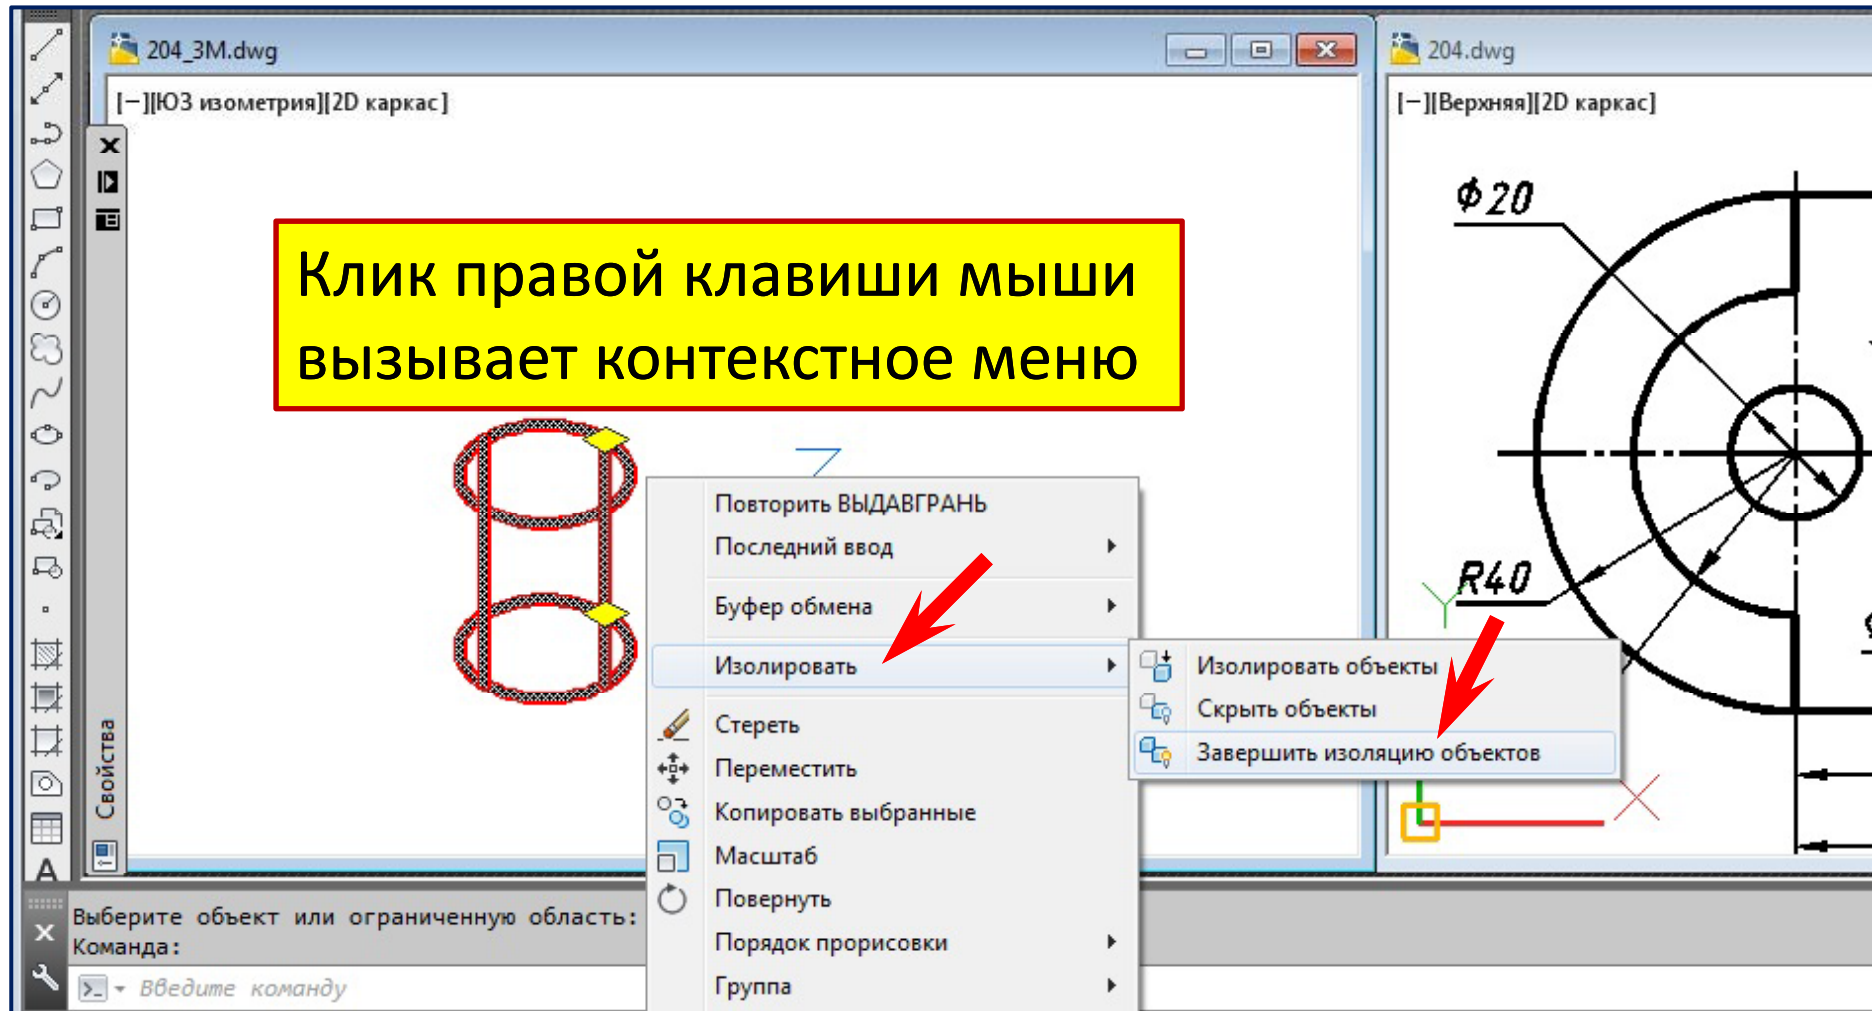 204_3M.dwg
[−][ЮЗ изометрия][2D каркас]
Клик правой клавиши мыши
вызывает контекстное меню
Повторить ВЫДАВГРАНЬ
Последний ввод
Буфер обмена
Изолировать
Стереть
Переместить
Копировать выбранные
Масштаб
Повернуть
Порядок прорисовки
Группа
Изолировать объекты
Скрыть объекты
Завершить изоляцию объектов
204.dwg
[−][Верхняя][2D каркас]
Ф20
R40
Y
X
Свойства
A
Выберите объект или ограниченную область:
Команда:
Введите команду